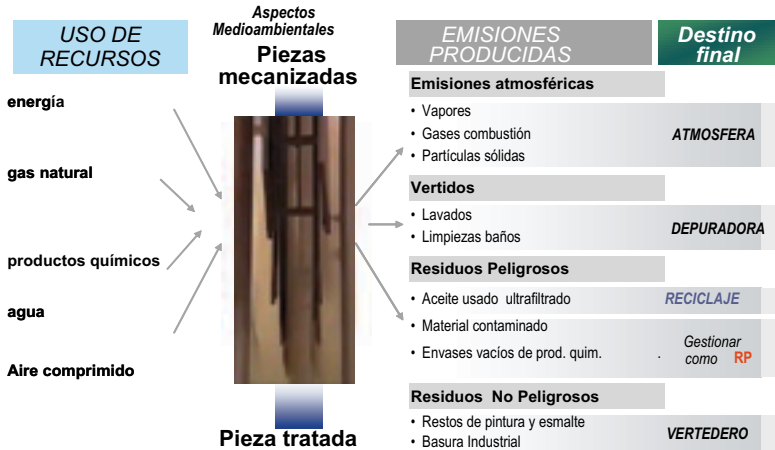 USO DE
RECURSOS
energía
gas natural
productos químicos
agua
Aire comprimido
Aspectos
Medioambientales
Piezas
mecanizadas
Pieza tratada
EMISIONES
PRODUCIDAS
Destino
final
Emisiones atmosféricas
• Vapores
• Gases combustión
• Partículas sólidas
ATMOSFERA
Vertidos
• Lavados
• Limpiezas baños
DEPURADORA
Residuos Peligrosos
• Aceite usado ultrafiltrado
RECICLAJE
• Material contaminado
• Envases vacíos de prod. quim. .
Gestionar
como RP
Residuos No Peligrosos
• Restos de pintura y esmalte
• Basura Industrial
VERTEDERO